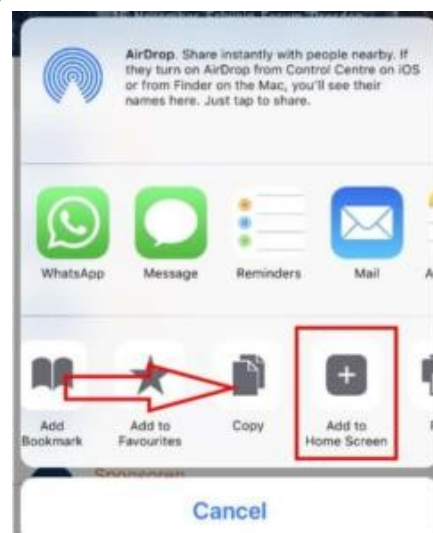 AirDrop. Share instantly with people nearby. If
they turn on AirDrop from Control Centre on iOS
or from Finder on the Mac, you'll see their
names here. Just tap to share.
WhatsApp Message Reminders Mail A
Add Add to Copy Add to
Bookmark Favourites Home Screen
Sponsoren
Cancel